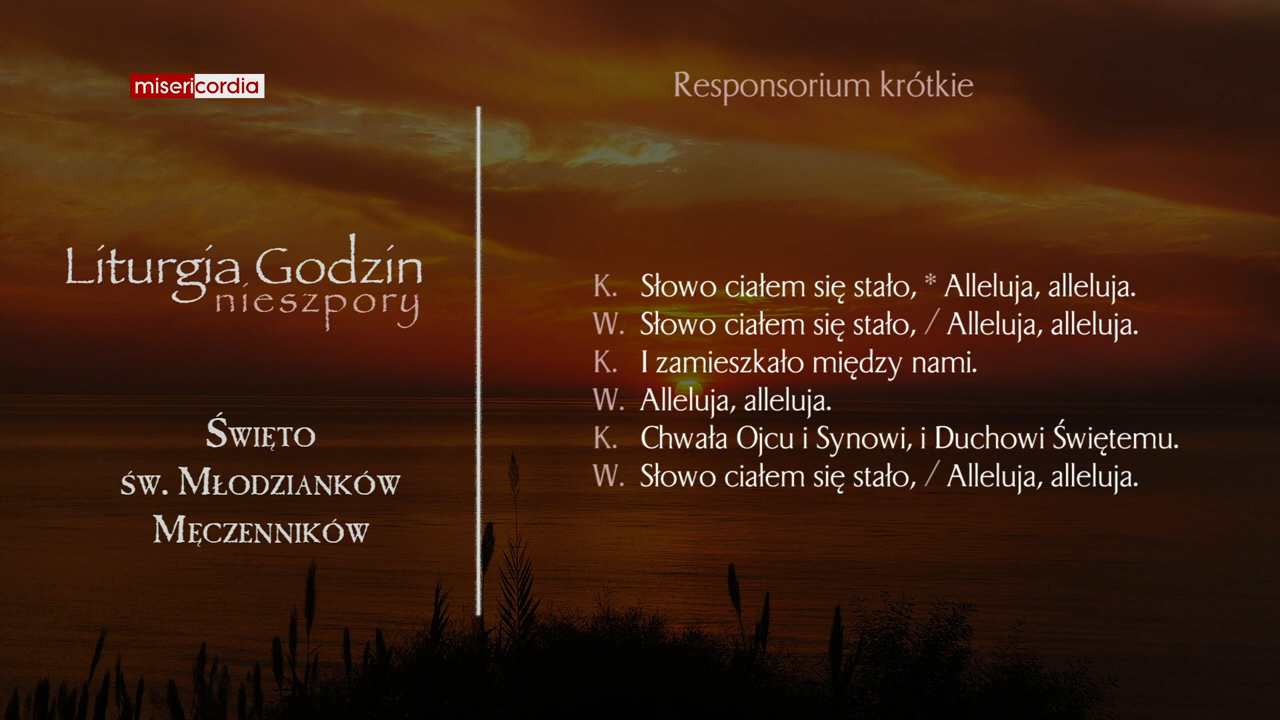 misericordia
Liturgia Godzin
nieszpory
Święto
św. Młodzianków
Męczenników
Responsorium krótkie
K. Słowo ciałem się stało, * Alleluja, alleluja.
W. Słowo ciałem się stało, / Alleluja, alleluja.
K. I zamieszkało między nami.
W. Alleluja, alleluja.
K. Chwała Ojcu i Synowi, i Duchowi Świętemu.
W. Słowo ciałem się stało, / Alleluja, alleluja.